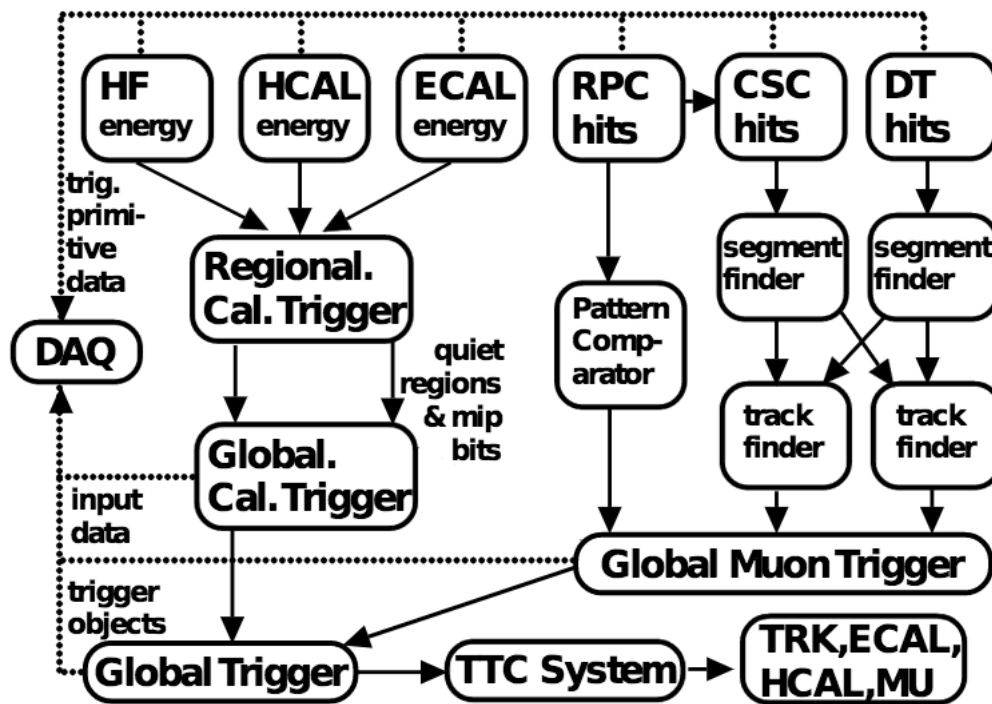 HF
energy
HCAL
energy
ECAL
energy
RPC
hits
CSC
hits
DT
hits
trig.
primi-
tive
data
Regional.
Cal. Trigger
segment
finder
segment
finder
Pattern
Comp-
arator
DAQ
quiet
regions
& mip
bits
track
finder
track
finder
Global.
Cal. Trigger
input
data
Global Muon Trigger
trigger
objects
Global Trigger
TTC System
TRK,ECAL,
HCAL,MU